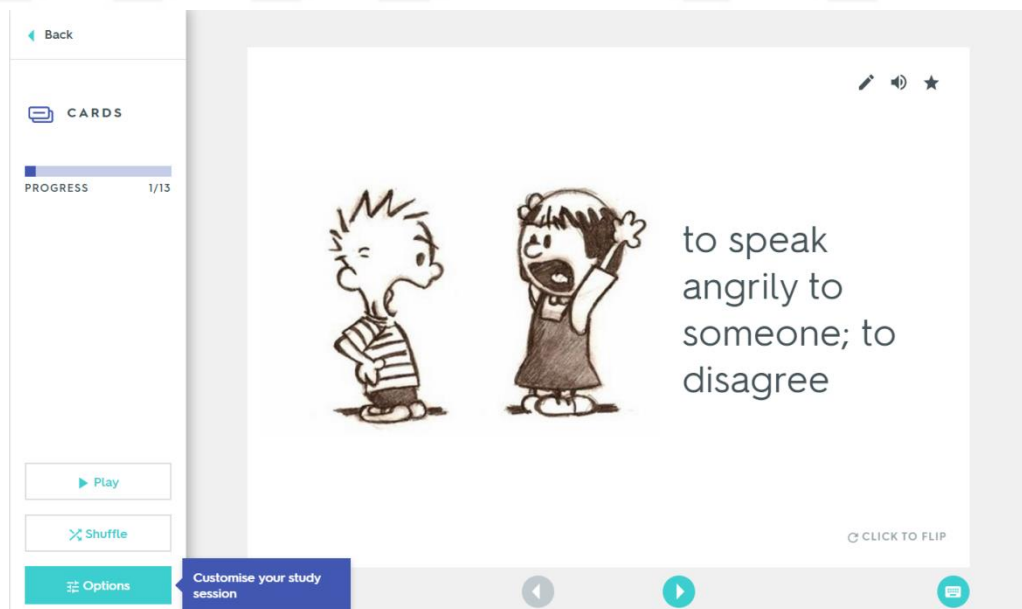 Back
CARDS
PROGRESS 1/13
to speak
angrily to
someone; to
disagree
Play
Shuffle
CLICK TO FLIP
Options
Customise your study
session